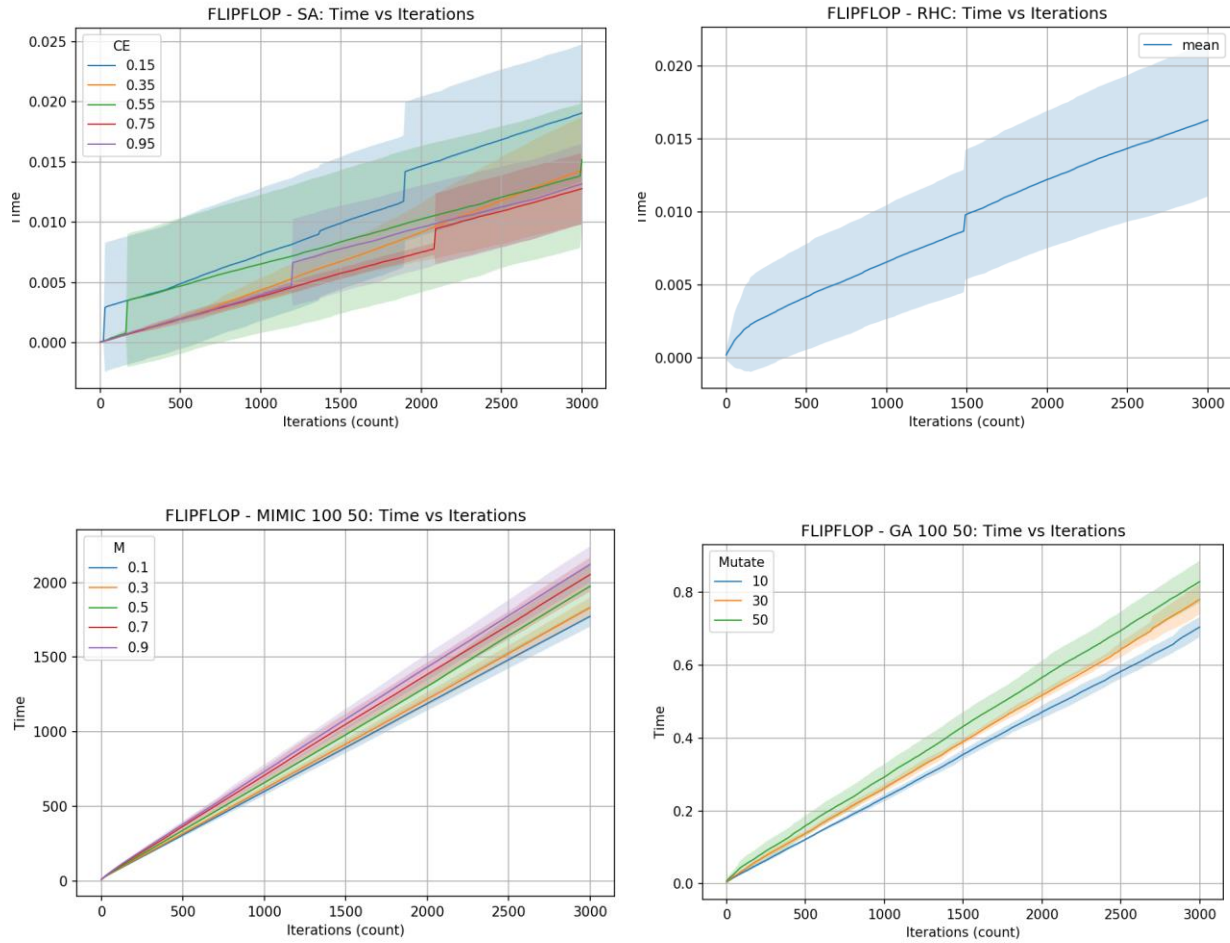 FLIPFLOP - SA: Time vs Iterations
CE
0.15
0.35
0.55
0.75
0.95
0.025
0.020
0.015
0.010
0.005
0.000
Time
0 500 1000 1500 2000 2500 3000
Iterations (count)
FLIPFLOP - RHC: Time vs Iterations
mean
0.020
0.015
0.010
0.005
0.000
Time
0 500 1000 1500 2000 2500 3000
Iterations (count)
FLIPFLOP - MIMIC 100 50: Time vs Iterations
M
0.1
0.3
0.5
0.7
0.9
2000
1500
1000
500
0
Time
0 500 1000 1500 2000 2500 3000
Iterations (count)
FLIPFLOP - GA 100 50: Time vs Iterations
Mutate
10
30
50
0.8
0.6
0.4
0.2
0.0
Time
0 500 1000 1500 2000 2500 3000
Iterations (count)